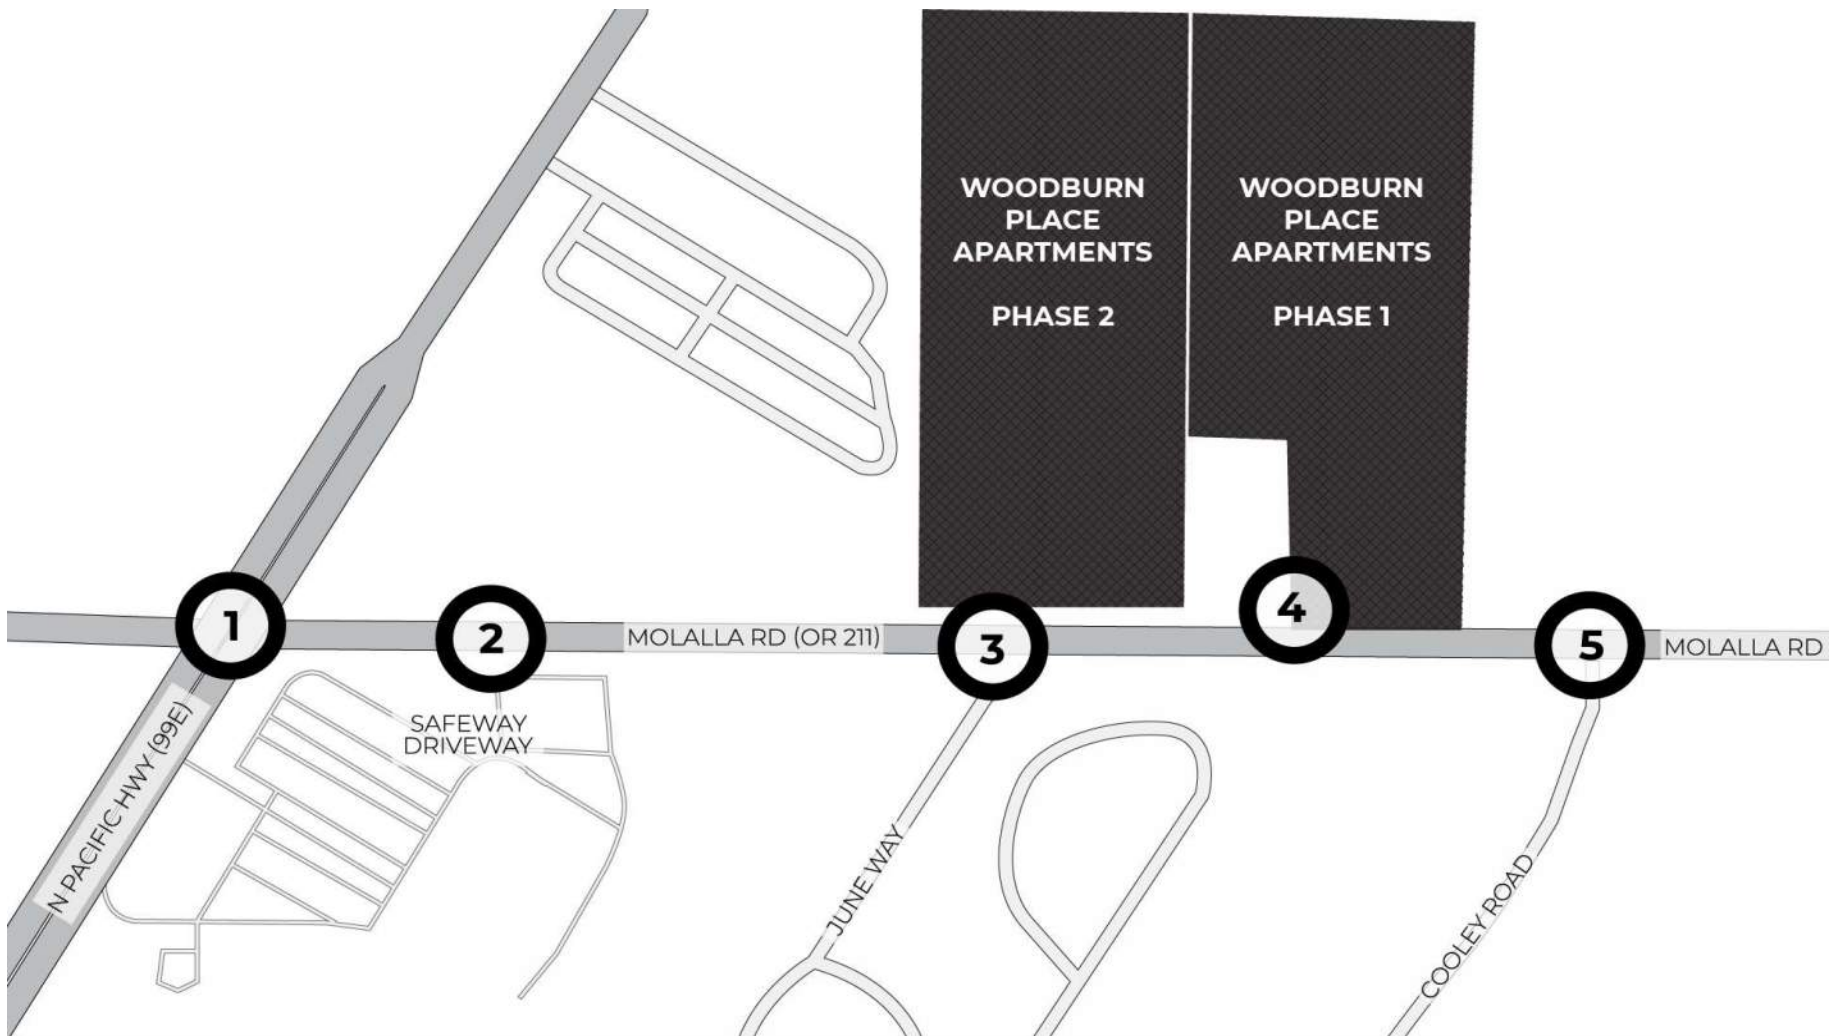 WOODBURN
PLACE
APARTMENTS
PHASE 2
WOODBURN
PLACE
APARTMENTS
PHASE 1
1
2
MOLALLA RD (OR 211)
3
4
5
MOLALLA RD
SAFEWAY
DRIVEWAY
N PACIFIC HWY (99E)
JUNE WAY
COOLEY ROAD